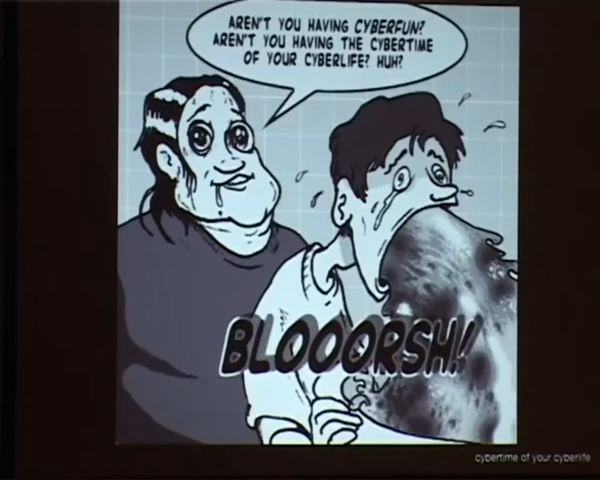 AREN'T YOU HAVING CYBERFUN?
AREN'T YOU HAVING THE CYBERTIME
OF YOUR CYBERLIFE? HUH?
BLOOORSH!!
cybertime of your cyberlife